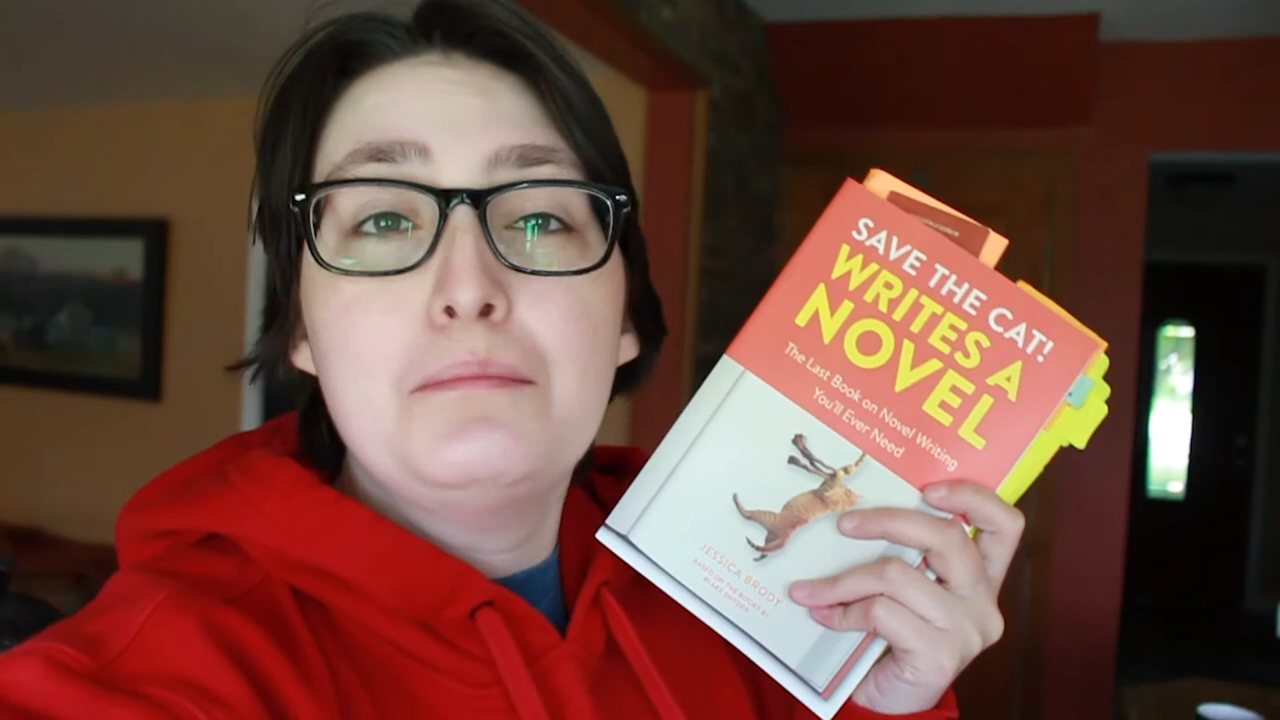 SAVE THE CAT!
WRITES A
NOVEL
The Last Book on Novel Writing
You'll Ever Need
JESSICA BRODY
BASED ON THE BOOKS BY
BLAKE SNYDER